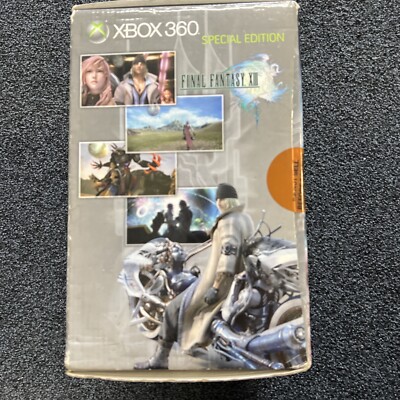 XBOX 360 SPECIAL EDITION
FINAL FANTASY XIII